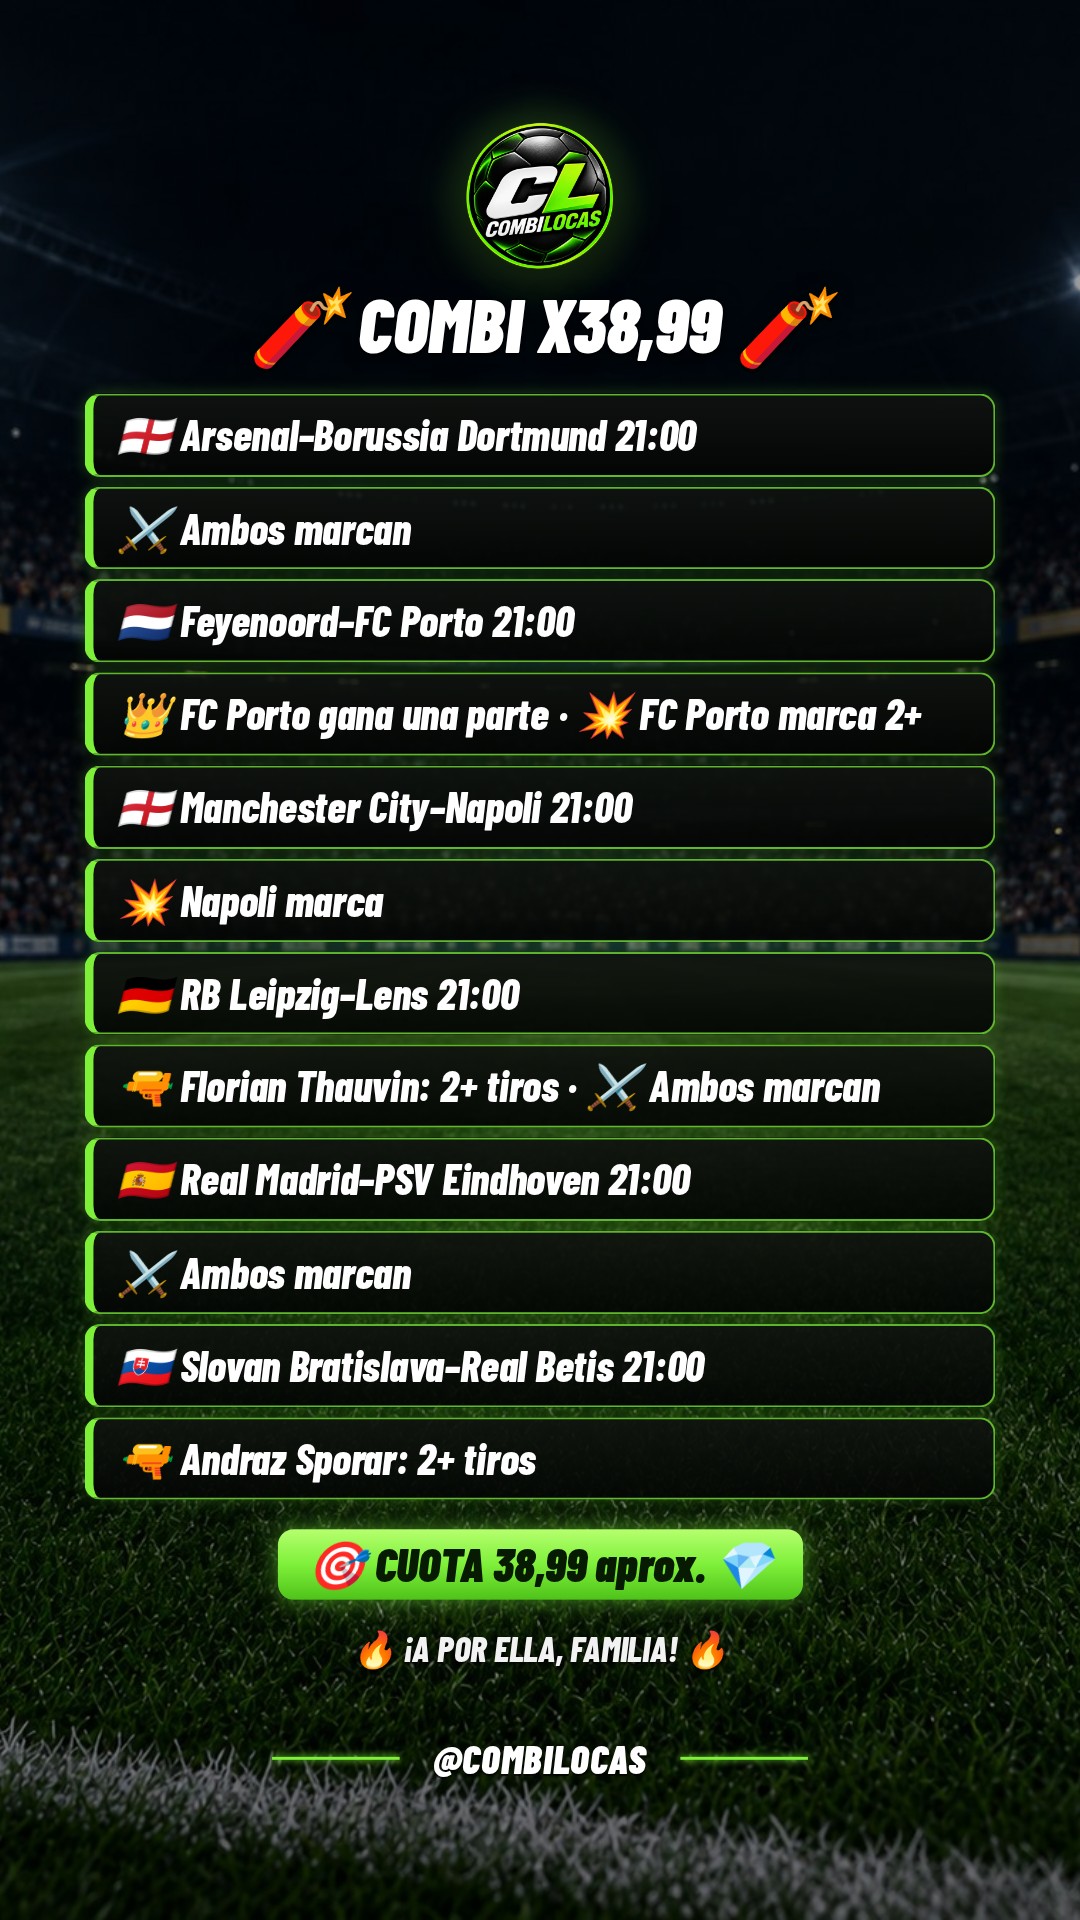 CL
COMBILOCAS
🧨 COMBI X38,99 🧨
🏴󠁧󠁢󠁥󠁮󠁧󠁿 Arsenal-Borussia Dortmund 21:00
⚔️ Ambos marcan
🇳🇱 Feyenoord-FC Porto 21:00
👑 FC Porto gana una parte · 💥 FC Porto marca 2+
🏴󠁧󠁢󠁥󠁮󠁧󠁿 Manchester City-Napoli 21:00
💥 Napoli marca
🇩🇪 RB Leipzig-Lens 21:00
🔫 Florian Thauvin: 2+ tiros · ⚔️ Ambos marcan
🇪🇸 Real Madrid-PSV Eindhoven 21:00
⚔️ Ambos marcan
🇸🇰 Slovan Bratislava-Real Betis 21:00
🔫 Andraz Sporar: 2+ tiros
🎯 CUOTA 38,99 aprox. 💎
🔥 ¡A POR ELLA, FAMILIA! 🔥
@COMBILOCAS